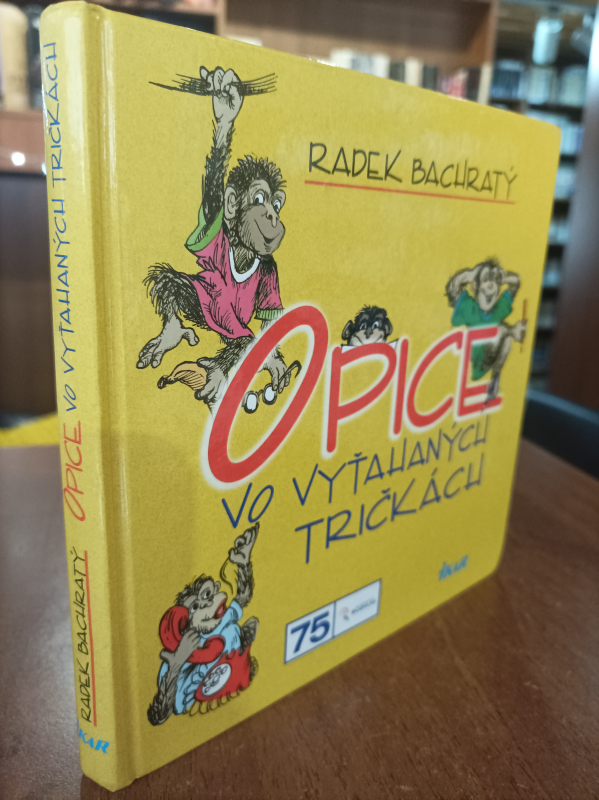 RADEK BACHRATÝ
OPICE
VO VYŤAHANÝCH
TRIČKÁCH
IKAR
75
RADEK BACHRATÝ OPICE VO VYŤAHANÝCH TRIČKÁCH
IKAR